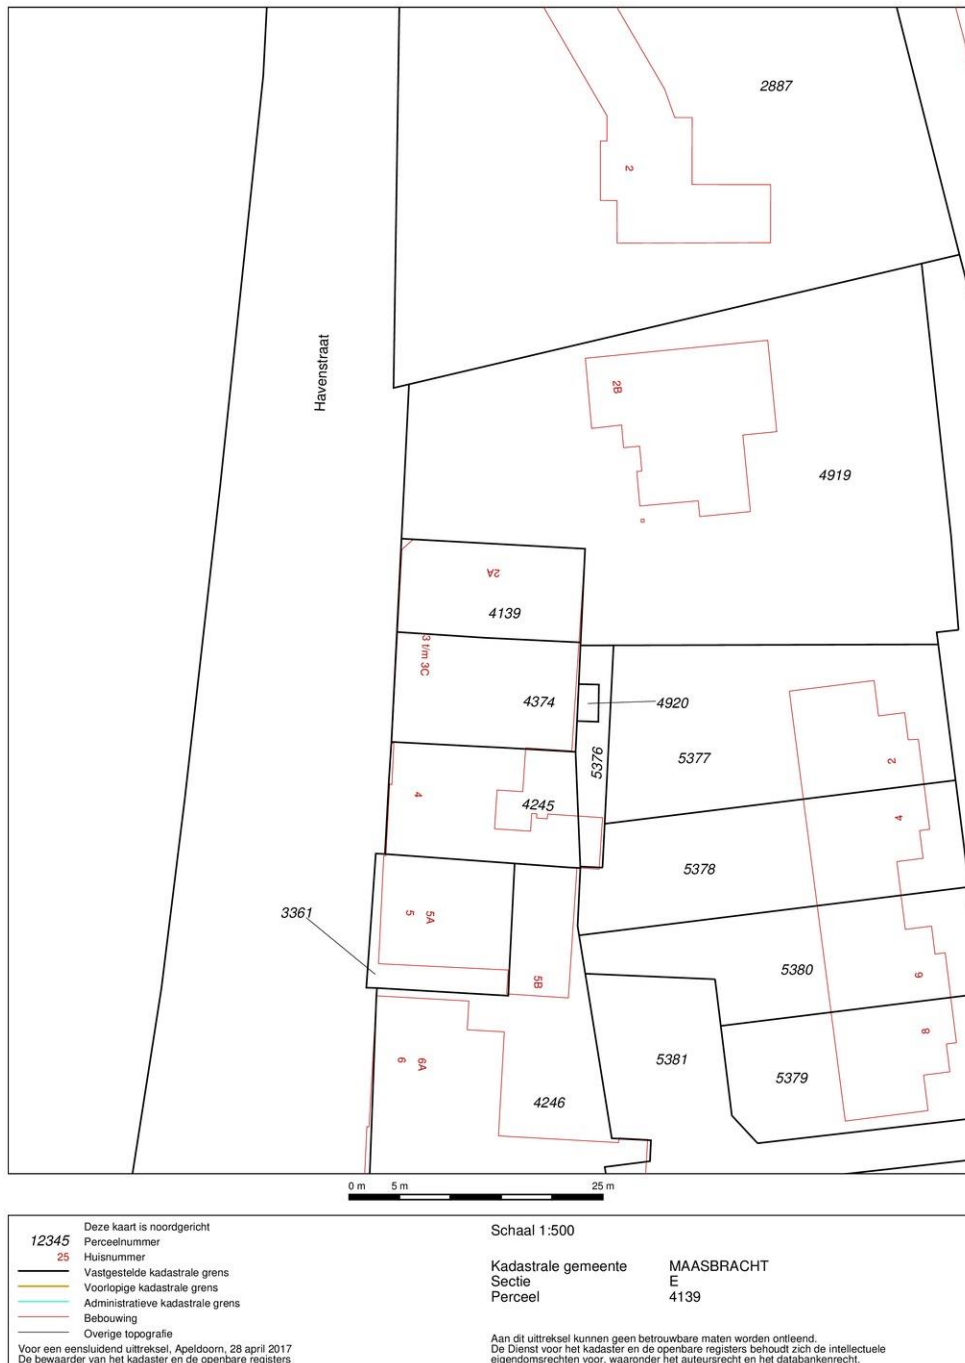 2887
2
Havenstraat
2B
4919
2A
4139
3 t/m 3C
4374
4920
5376
5377
2
4
4245
4
5378
3361
5
5A
5B
5380
6
8
6
6A
4246
5381
5379
0 m 5 m 25 m
Deze kaart is noordgericht
12345 Perceelnummer
25 Huisnummer
Vastgestelde kadastrale grens
Voorlopige kadastrale grens
Administratieve kadastrale grens
Bebouwing
Overige topografie
Voor een eensluidend uittreksel, Apeldoorn, 28 april 2017
De bewaarder van het kadaster en de openbare registers
Schaal 1:500
Kadastrale gemeente MAASBRACHT
Sectie E
Perceel 4139
Aan dit uittreksel kunnen geen betrouwbare maten worden ontleend.
De Dienst voor het kadaster en de openbare registers behoudt zich de intellectuele
eigendomsrechten voor, waaronder het auteursrecht en het databankenrecht.